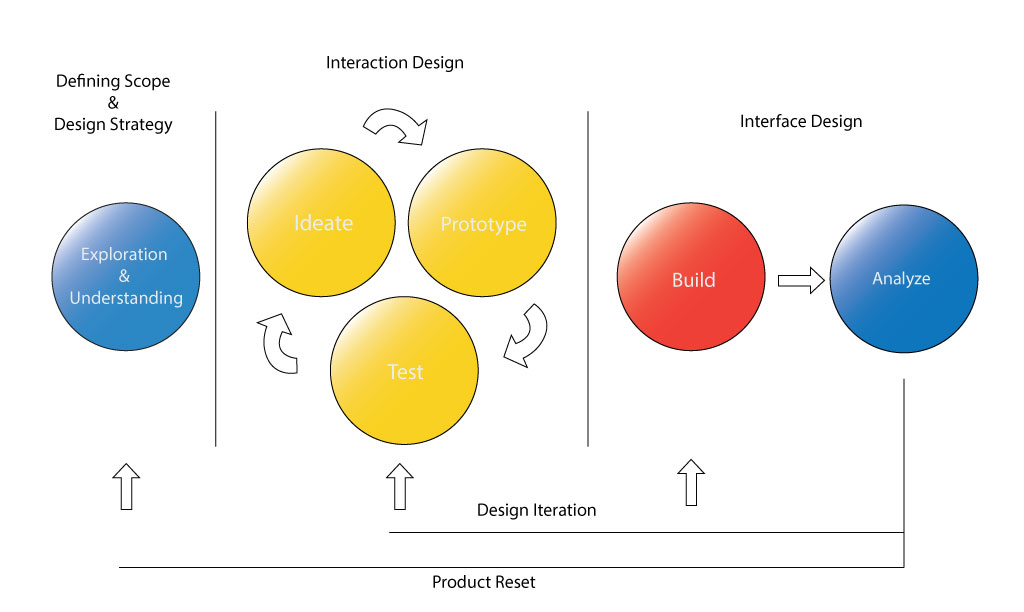 Defining Scope
&
Design Strategy
Interaction Design
Interface Design
Exploration
&
Understanding
Ideate
Prototype
Test
Build
Analyze
Design Iteration
Product Reset